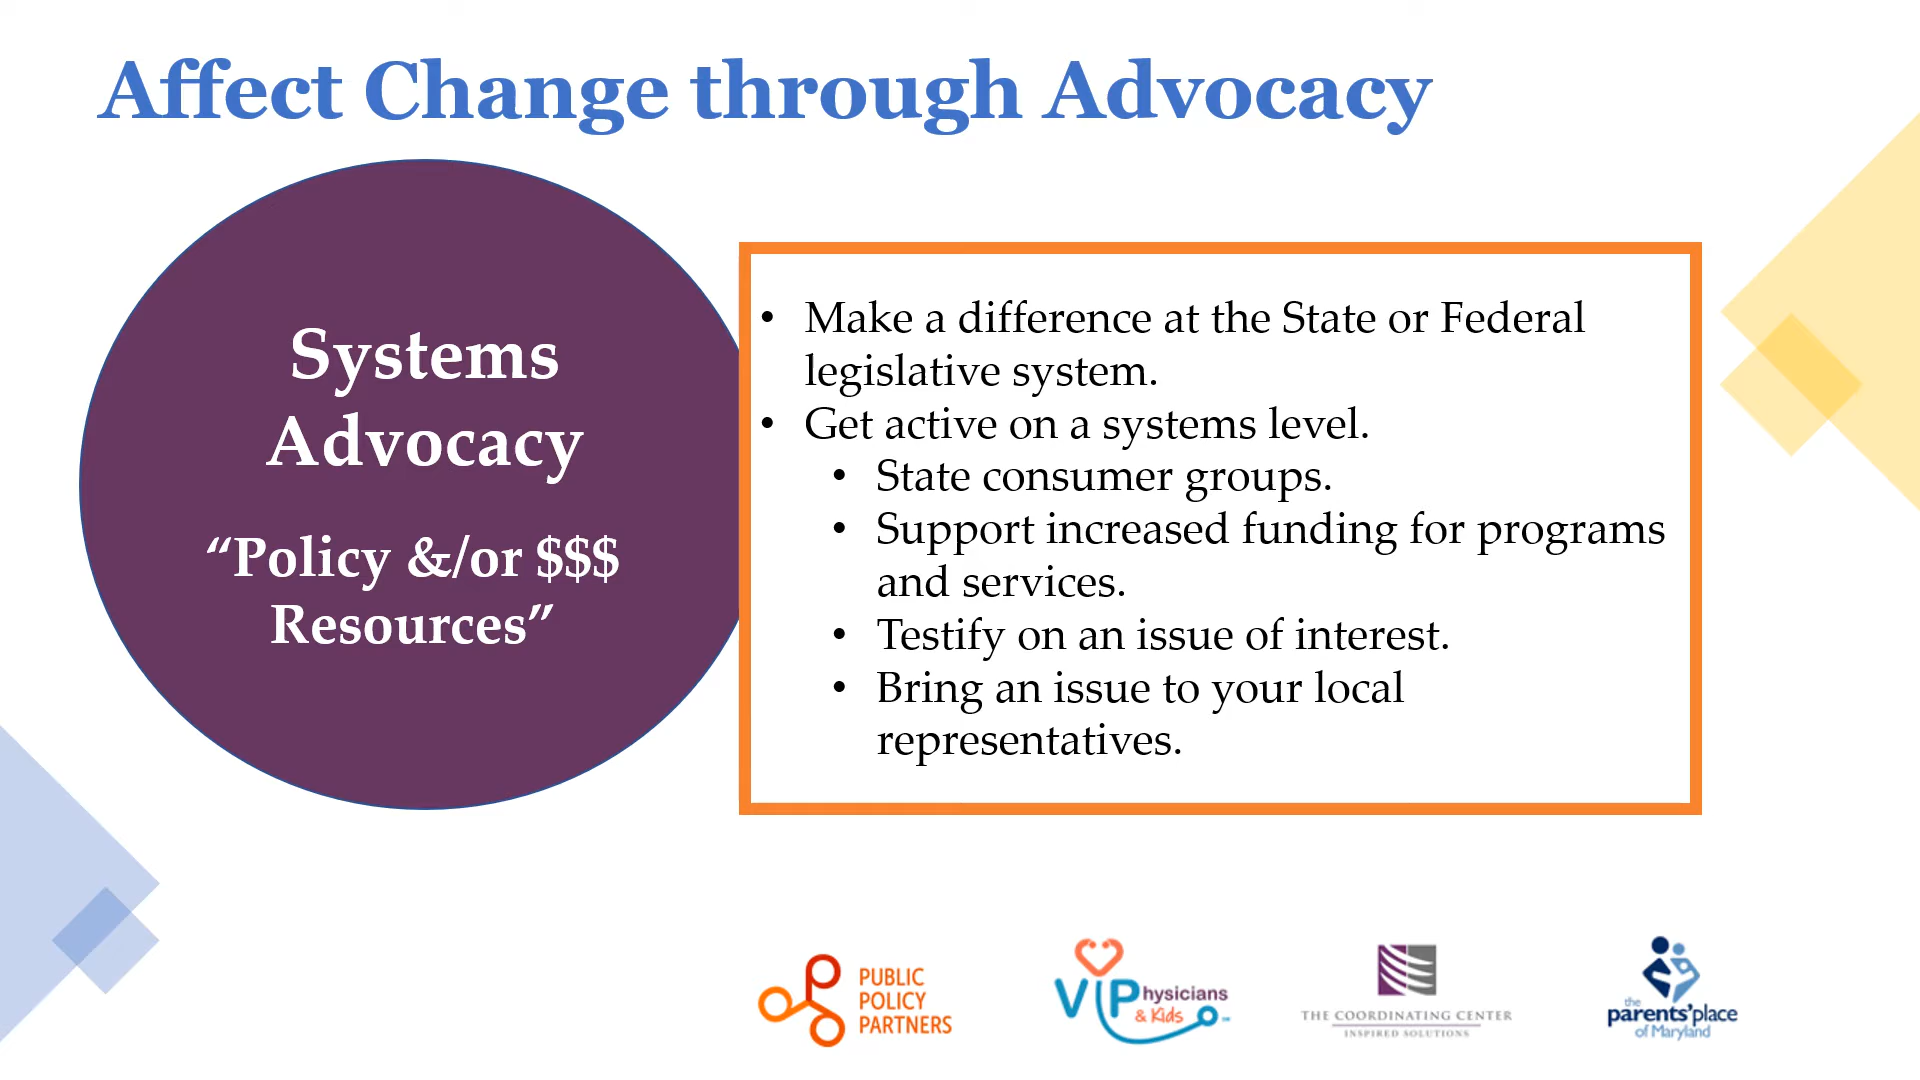 Affect Change through Advocacy
Systems
Advocacy
“Policy &/or $$$
Resources”
• Make a difference at the State or Federal
legislative system.
• Get active on a systems level.
• State consumer groups.
• Support increased funding for programs
and services.
• Testify on an issue of interest.
• Bring an issue to your local
representatives.
PUBLIC
POLICY
PARTNERS
VIPhysicians
& Kids
THE COORDINATING CENTER
INSPIRED SOLUTIONS
the
parents’place
of Maryland